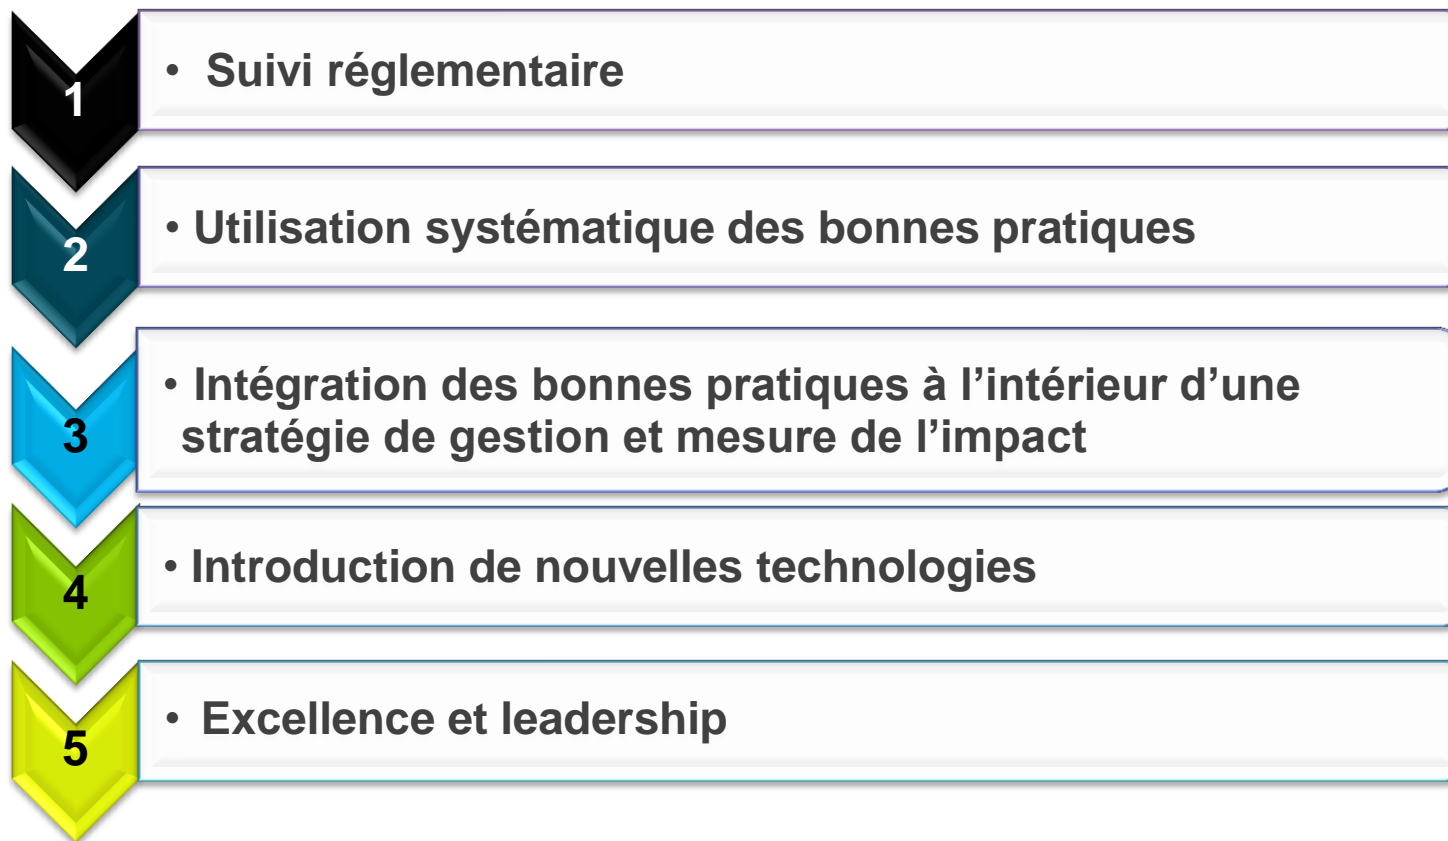 1
• Suivi réglementaire
2
• Utilisation systématique des bonnes pratiques
3
• Intégration des bonnes pratiques à l’intérieur d’une
stratégie de gestion et mesure de l’impact
4
• Introduction de nouvelles technologies
5
• Excellence et leadership